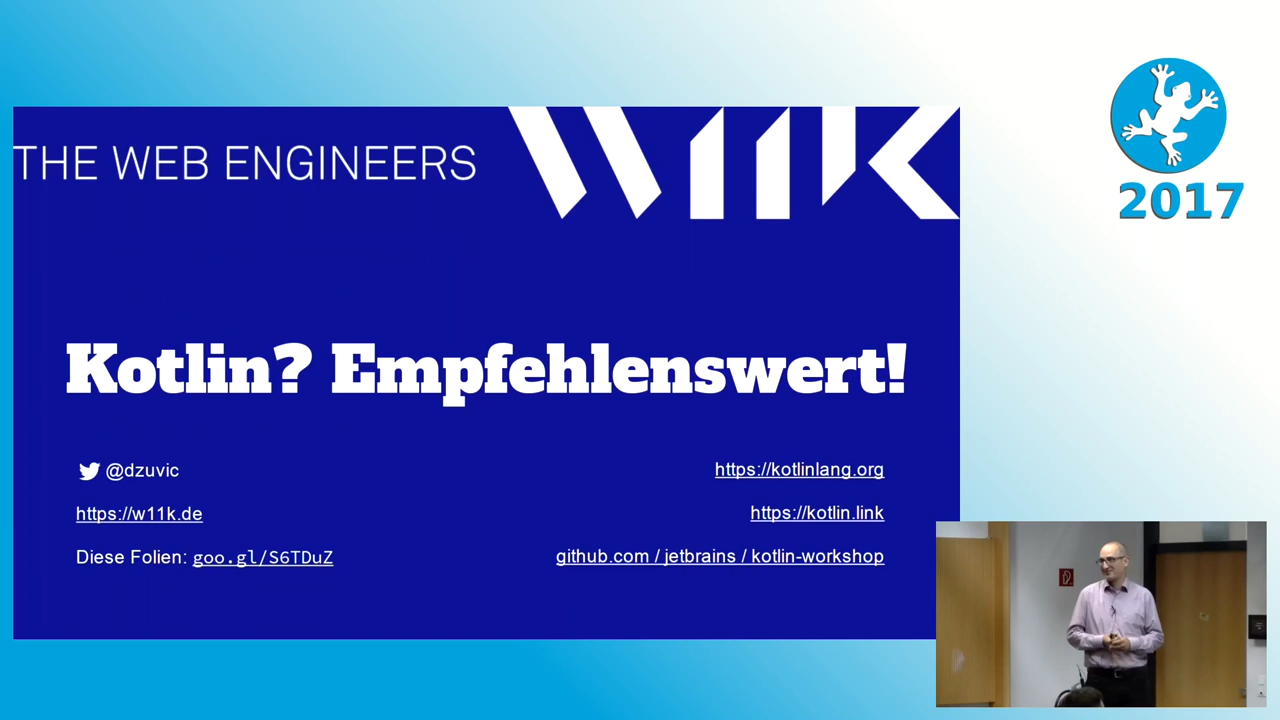 THE WEB ENGINEERS
W11K
2017
Kotlin? Empfehlenswert!
@dzuvic
https://w11k.de
Diese Folien: goo.gl/S6TDuZ
https://kotlinlang.org
https://kotlin.link
github.com / jetbrains / kotlin-workshop